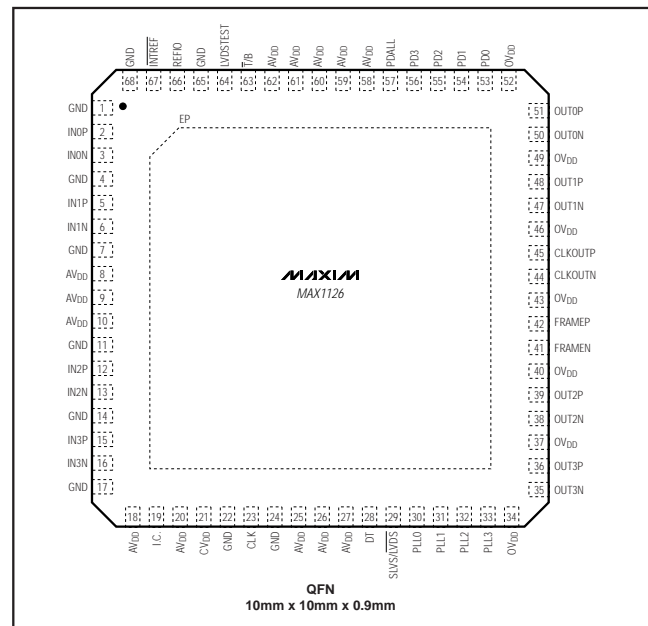 GND
INTREF
REFIO
GND
LVDSTEST
T/B
AVDD
AVDD
AVDD
AVDD
AVDD
PDALL
PD3
PD2
PD1
PD0
OVDD
68 67 66 65 64 63 62 61 60 59 58 57 56 55 54 53 52
GND 1
IN0P 2
IN0N 3
GND 4
IN1P 5
IN1N 6
GND 7
AVDD 8
AVDD 9
AVDD 10
GND 11
IN2P 12
IN2N 13
GND 14
IN3P 15
IN3N 16
GND 17
EP
MAXIM
MAX1126
51 OUT0P
50 OUT0N
49 OVDD
48 OUT1P
47 OUT1N
46 OVDD
45 CLKOUTP
44 CLKOUTN
43 OVDD
42 FRAMEP
41 FRAMEN
40 OVDD
39 OUT2P
38 OUT2N
37 OVDD
36 OUT3P
35 OUT3N
18 19 20 21 22 23 24 25 26 27 28 29 30 31 32 33 34
AVDD
I.C.
AVDD
CVDD
GND
CLK
GND
AVDD
AVDD
AVDD
DT
SLVS/LVDS
PLL0
PLL1
PLL2
PLL3
OVDD
QFN
10mm x 10mm x 0.9mm